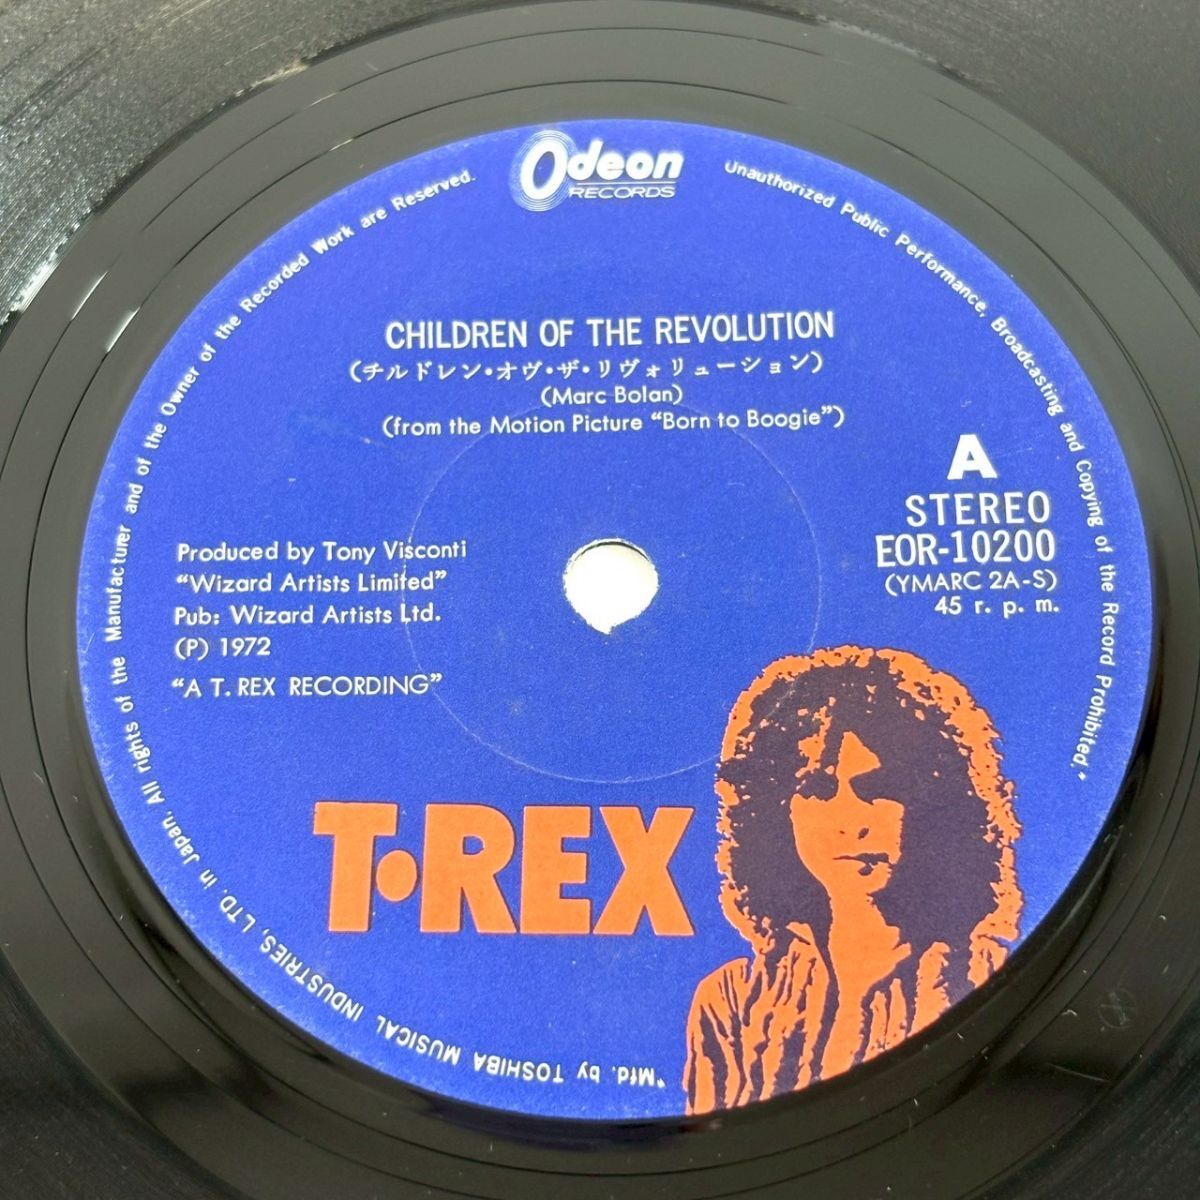 Odeon
RECORDS
CHILDREN OF THE REVOLUTION
(チルドレン・オヴ・ザ・リヴォリューション)
(Marc Bolan)
(from the Motion Picture “Born to Boogie”)
A
STEREO
EOR-10200
(YMARC 2A-S)
45 r. p. m.
Produced by Tony Visconti
“Wizard Artists Limited”
Pub: Wizard Artists Ltd.
(P) 1972
“A T. REX RECORDING”
T•REX
“Mfd. by TOSHIBA MUSICAL INDUSTRIES, LTD. in Japan. All rights of the Manufacturer and of the Owner of the Recorded Work are Reserved. Unauthorized Public Performance, Broadcasting and Copying of the Record Prohibited.”